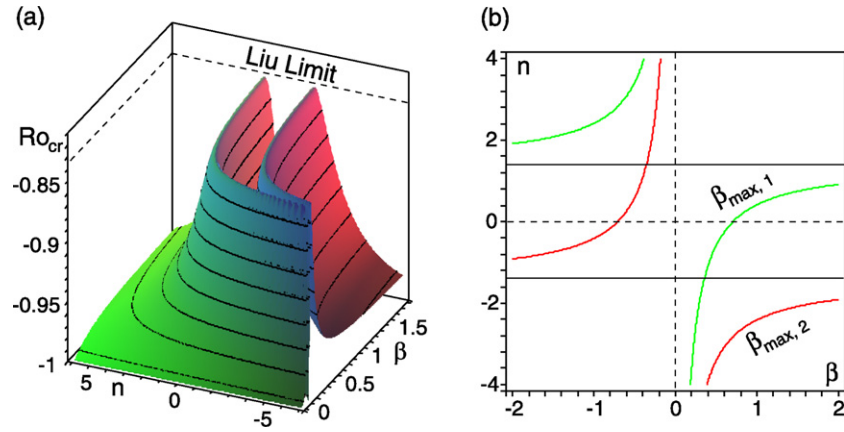 (a)
Liu Limit
Ro_cr
-0.85
-0.9
-0.95
-1
5
n
0
-5
0
0.5
1
β
1.5
(b)
4
n
2
0
-2
-4
β_max, 1
β_max, 2
β
-2
-1
0
1
2